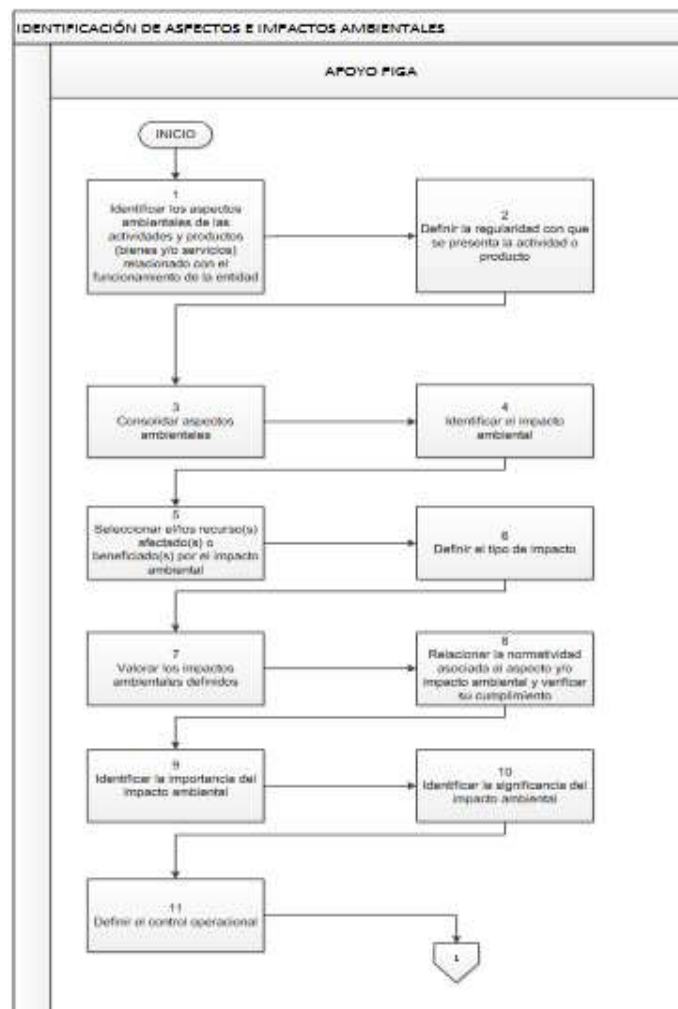 IDENTIFICACIÓN DE ASPECTOS E IMPACTOS AMBIENTALES
APOYO PIGA
INICIO
1
Identificar los aspectos
ambientales de las
actividades y productos
(bienes y/o servicios)
relacionado con el
funcionamiento de la entidad
2
Definir la regularidad con que
se presenta la actividad o
producto
3
Consolidar aspectos
ambientales
4
Identificar el impacto
ambiental
5
Seleccionar el/los recurso(s)
afectado(s) o
beneficiado(s) por el impacto
ambiental
6
Definir el tipo de impacto
7
Valorar los impactos
ambientales definidos
8
Relacionar la normatividad
asociada al aspecto y/o
impacto ambiental y verificar
su cumplimiento
9
Identificar la importancia del
impacto ambiental
10
Identificar la significancia del
impacto ambiental
11
Definir el control operacional
1